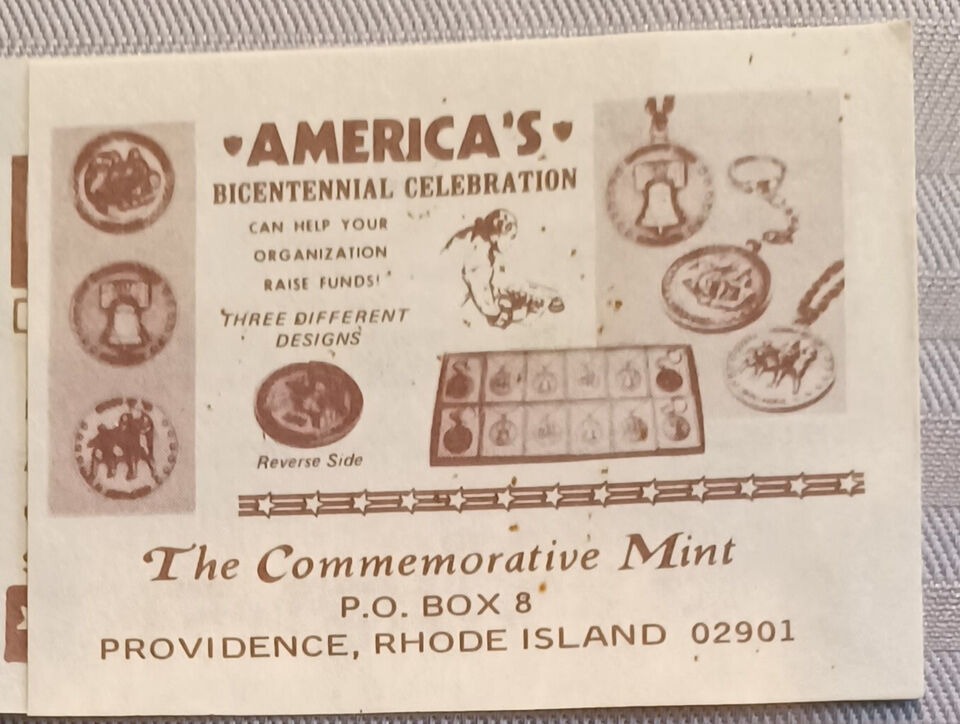 AMERICA'S
BICENTENNIAL CELEBRATION
CAN HELP YOUR
ORGANIZATION
RAISE FUNDS!
THREE DIFFERENT
DESIGNS
Reverse Side
The Commemorative Mint
P.O. BOX 8
PROVIDENCE, RHODE ISLAND 02901